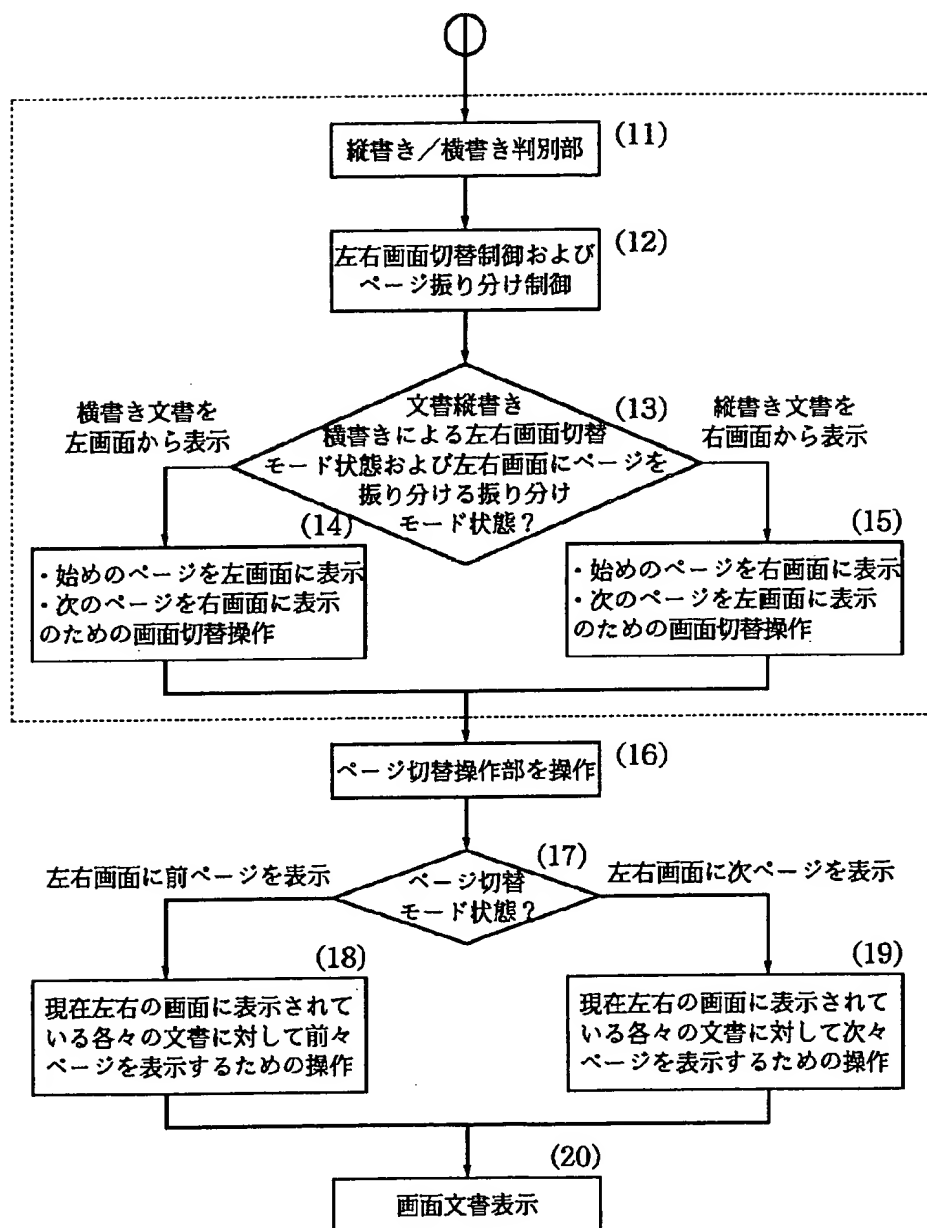 縦書き／横書き判別部
(11)
左右画面切替制御および
ページ振り分け制御
(12)
文書縦書き
横書きによる左右画面切替
モード状態および左右画面にページを
振り分ける振り分け
モード状態？
(13)
横書き文書を
左画面から表示
縦書き文書を
右画面から表示
(14)
・始めのページを左画面に表示
・次のページを右画面に表示
のための画面切替操作
(15)
・始めのページを右画面に表示
・次のページを左画面に表示
のための画面切替操作
ページ切替操作部を操作
(16)
ページ切替
モード状態？
(17)
左右画面に前ページを表示
左右画面に次ページを表示
(18)
現在左右の画面に表示されて
いる各々の文書に対して前々
ページを表示するための操作
(19)
現在左右の画面に表示されて
いる各々の文書に対して次々
ページを表示するための操作
(20)
画面文書表示